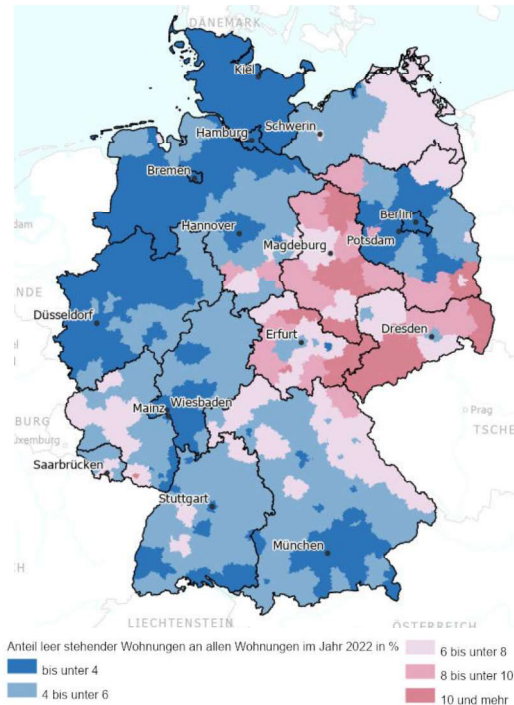 DÄNEMARK
Kiel
Schwerin
Hamburg
Bremen
Berlin
Hannover
Potsdam
Magdeburg
dam
NDE
Düsseldorf
Erfurt
Dresden
el
Wiesbaden
Mainz
Prag
BURG
TSCHE
uxemburg
Saarbrücken
Stuttgart
München
H
LIECHTENSTEIN
ÖSTERREICH
Anteil leer stehender Wohnungen an allen Wohnungen im Jahr 2022 in %
bis unter 4
4 bis unter 6
6 bis unter 8
8 bis unter 10
10 und mehr